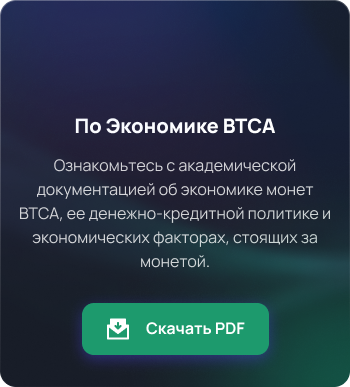 По Экономике BTCA
Ознакомьтесь с академической
документацией об экономике монет
BTCA, ее денежно-кредитной политике и
экономических факторах, стоящих за
монетой.
Скачать PDF